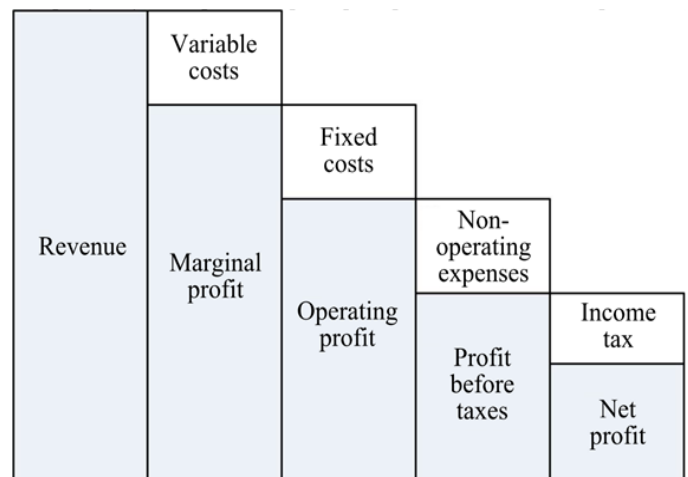 Variable
costs
Fixed
costs
Revenue
Marginal
profit
Non-
operating
expenses
Operating
profit
Income
tax
Profit
before
taxes
Net
profit